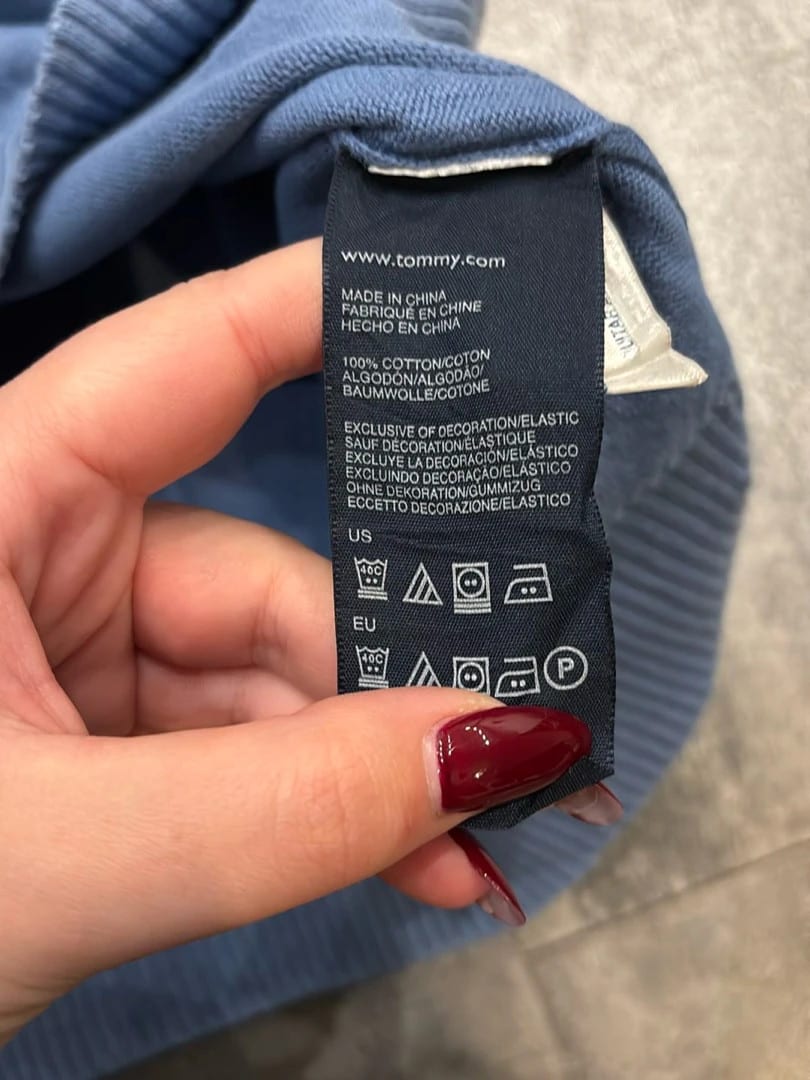 www.tommy.com
MADE IN CHINA
FABRIQUÉ EN CHINE
HECHO EN CHINA
100% COTTON/COTON
ALGODÓN/ALGODÃO/
BAUMWOLLE/COTONE
EXCLUSIVE OF DECORATION/ELASTIC
SAUF DÉCORATION/ÉLASTIQUE
EXCLUYE LA DECORACIÓN/ELÁSTICO
EXCLUINDO DECORAÇÃO/ELÁSTICO
OHNE DEKORATION/GUMMIZUG
ECCETTO DECORAZIONE/ELASTICO
US
40C
EU
40C
P